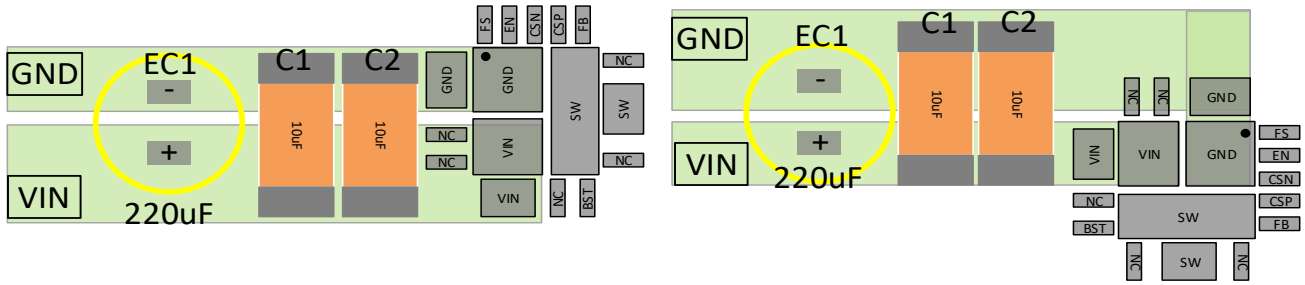 FS
EN
CSN
CSP
FB
GND
EC1
C1
C2
-
10uF
10uF
GND
GND
SW
NC
SW
NC
+
NC
NC
VIN
VIN
VIN
220uF
NC
BST
GND
EC1
C1
C2
-
10uF
10uF
NC
NC
GND
+
VIN
VIN
VIN
GND
FS
EN
CSN
220uF
NC
BST
SW
CSP
FB
NC
SW
NC